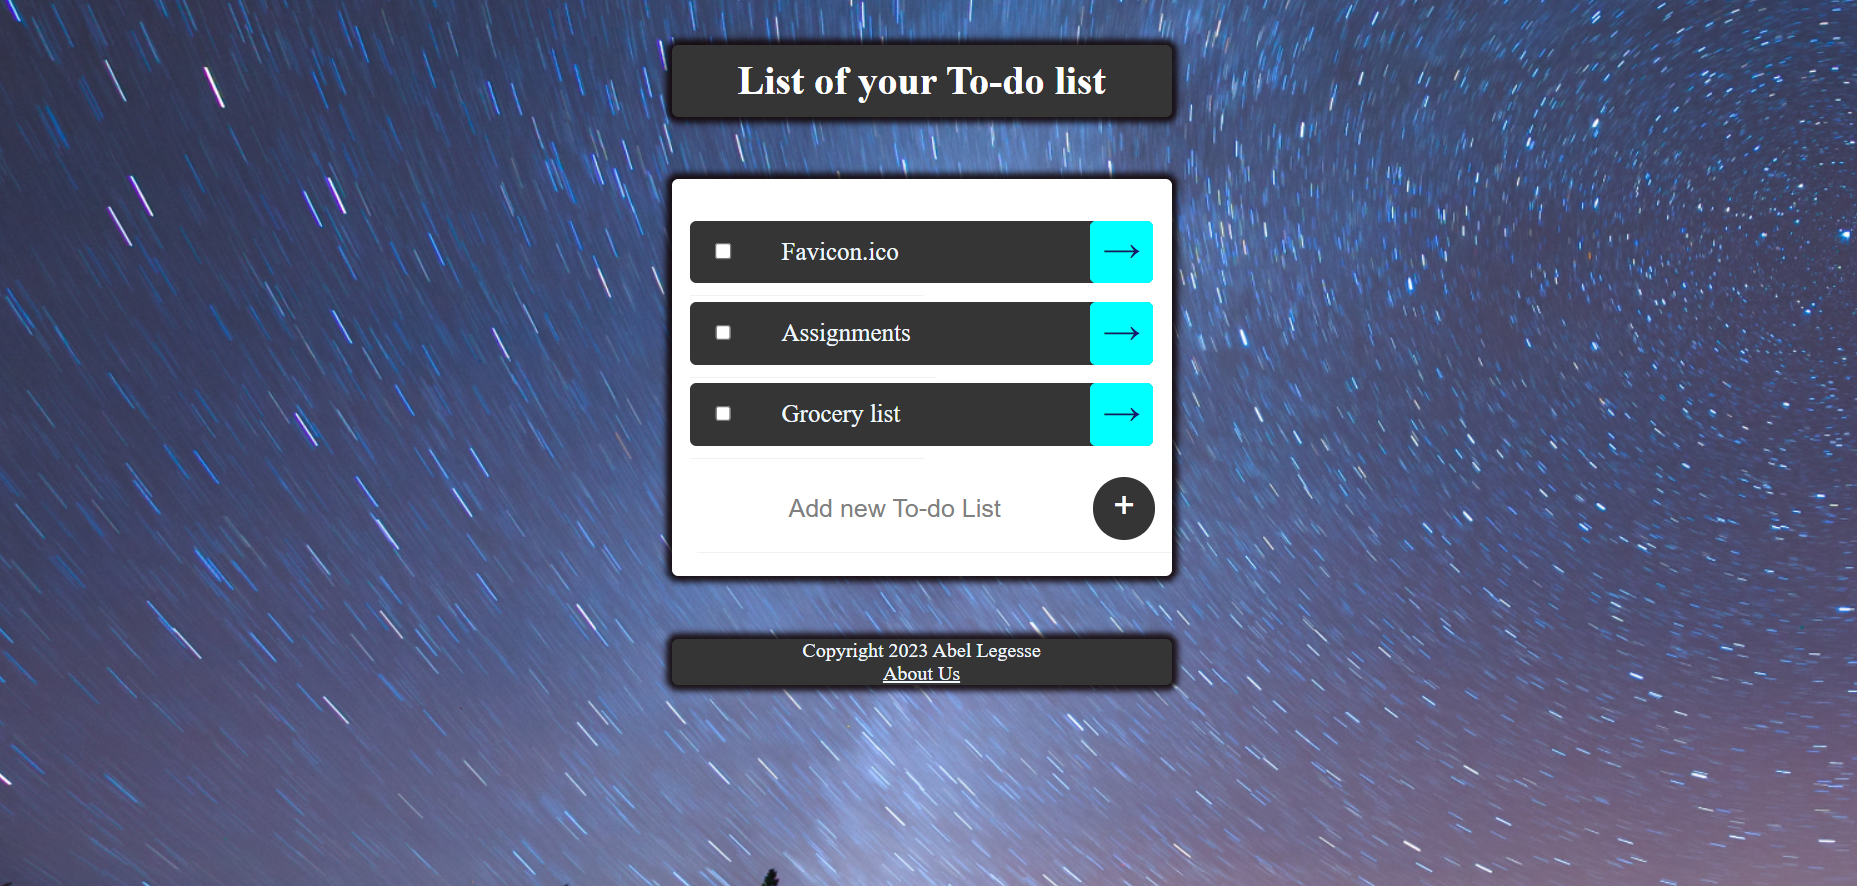 List of your To-do list
Favicon.ico
Assignments
Grocery list
Add new To-do List
+
Copyright 2023 Abel Legesse
About Us